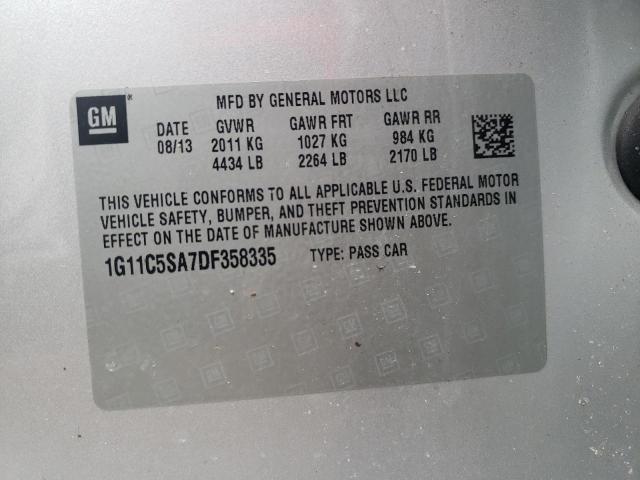 GM®
MFD BY GENERAL MOTORS LLC
DATE GVWR GAWR FRT GAWR RR
08/13 2011 KG 1027 KG 984 KG
4434 LB 2264 LB 2170 LB
THIS VEHICLE CONFORMS TO ALL APPLICABLE U.S. FEDERAL MOTOR
VEHICLE SAFETY, BUMPER, AND THEFT PREVENTION STANDARDS IN
EFFECT ON THE DATE OF MANUFACTURE SHOWN ABOVE.
1G11C5SA7DF358335 TYPE: PASS CAR